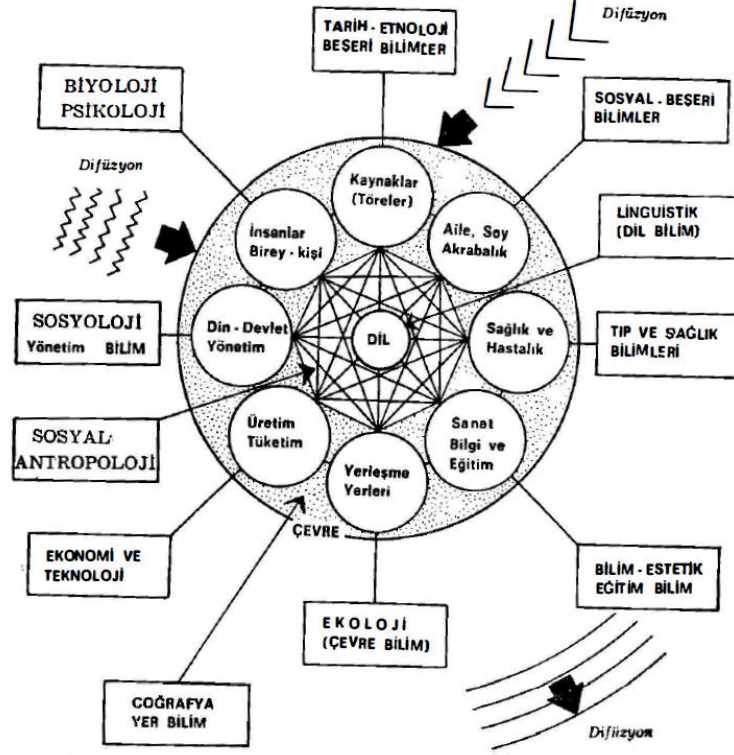 Difüzyon
TARİH - ETNOLOJİ
BEŞERİ BİLİMLER
BİYOLOJİ
PSİKOLOJİ
SOSYAL - BEŞERİ
BİLİMLER
Difüzyon
Kaynaklar
(Töreler)
İnsanlar
Birey - kişi
Aile, Soy
Akrabalık
LİNGUİSTİK
(DİL BİLİM)
SOSYOLOJİ
Yönetim BİLİM
Din - Devlet
Yönetim
DİL
Sağlık ve
Hastalık
TIP VE SAĞLIK
BİLİMLERİ
SOSYAL
ANTROPOLOJİ
Üretim
Tüketim
Sanat
Bilgi ve
Eğitim
Yerleşme
Yerleri
ÇEVRE
EKONOMİ VE
TEKNOLOJİ
BİLİM - ESTETİK
EĞİTİM BİLİM
EKOLOJİ
(ÇEVRE BİLİM)
COĞRAFYA
YER BİLİM
Difüzyon